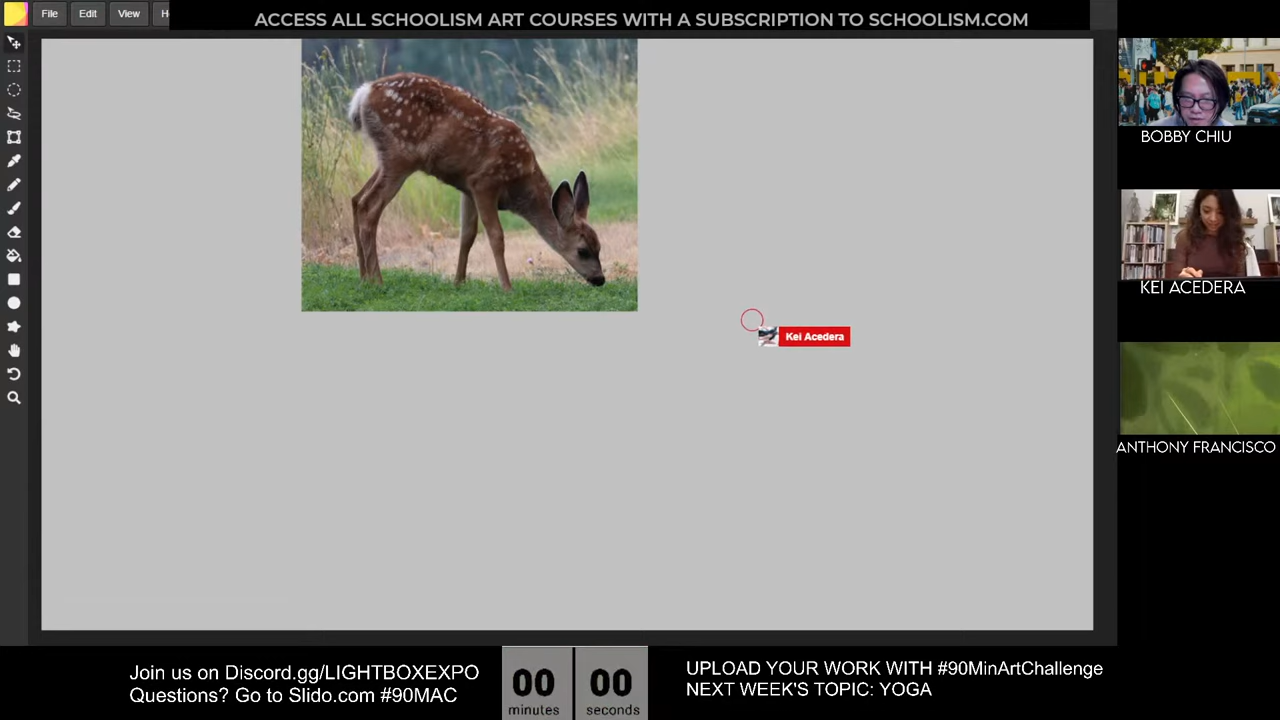 ACCESS ALL SCHOOLISM ART COURSES WITH A SUBSCRIPTION TO SCHOOLISM.COM
File Edit View
BOBBY CHIU
KEI ACEDERA
Kei Acedera
ANTHONY FRANCISCO
Join us on Discord.gg/LIGHTBOXEXPO
Questions? Go to Slido.com #90MAC
00 00
minutes seconds
UPLOAD YOUR WORK WITH #90MinArtChallenge
NEXT WEEK'S TOPIC: YOGA